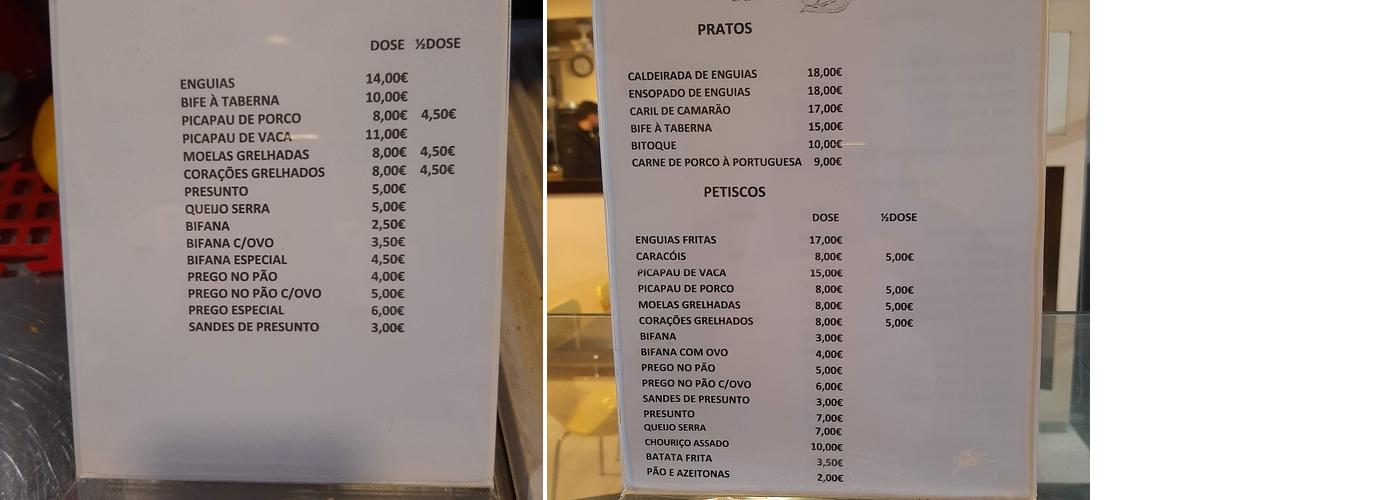 DOSE ½DOSE
ENGUIAS 14,00€
BIFE À TABERNA 10,00€
PICAPAU DE PORCO 8,00€ 4,50€
PICAPAU DE VACA 11,00€
MOELAS GRELHADAS 8,00€ 4,50€
CORAÇÕES GRELHADOS 8,00€ 4,50€
PRESUNTO 5,00€
QUEIJO SERRA 5,00€
BIFANA 2,50€
BIFANA C/OVO 3,50€
BIFANA ESPECIAL 4,50€
PREGO NO PÃO 4,00€
PREGO NO PÃO C/OVO 5,00€
PREGO ESPECIAL 6,00€
SANDES DE PRESUNTO 3,00€
PRATOS
CALDEIRADA DE ENGUIAS 18,00€
ENSOPADO DE ENGUIAS 18,00€
CARIL DE CAMARÃO 17,00€
BIFE À TABERNA 15,00€
BITOQUE 10,00€
CARNE DE PORCO À PORTUGUESA 9,00€
PETISCOS
DOSE ½DOSE
ENGUIAS FRITAS 17,00€
CARACÓIS 8,00€ 5,00€
PICAPAU DE VACA 15,00€
PICAPAU DE PORCO 8,00€ 5,00€
MOELAS GRELHADAS 8,00€ 5,00€
CORAÇÕES GRELHADOS 8,00€ 5,00€
BIFANA 3,00€
BIFANA COM OVO 4,00€
PREGO NO PÃO 5,00€
PREGO NO PÃO C/OVO 6,00€
SANDES DE PRESUNTO 3,00€
PRESUNTO 7,00€
QUEIJO SERRA 7,00€
CHOURIÇO ASSADO 10,00€
BATATA FRITA 3,50€
PÃO E AZEITONAS 2,00€